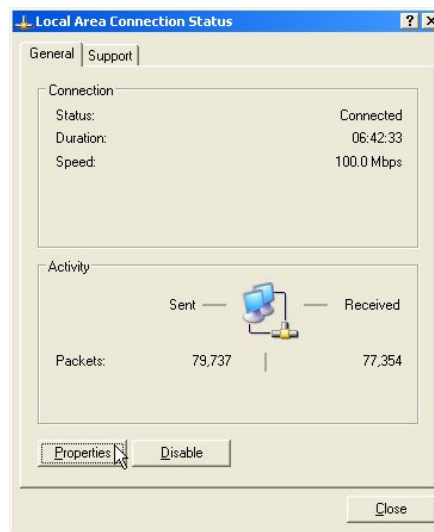 Local Area Connection Status
General Support
Connection
Status: Connected
Duration: 06:42:33
Speed: 100.0 Mbps
Activity
Sent Received
Packets: 79,737 77,354
Properties Disable
Close